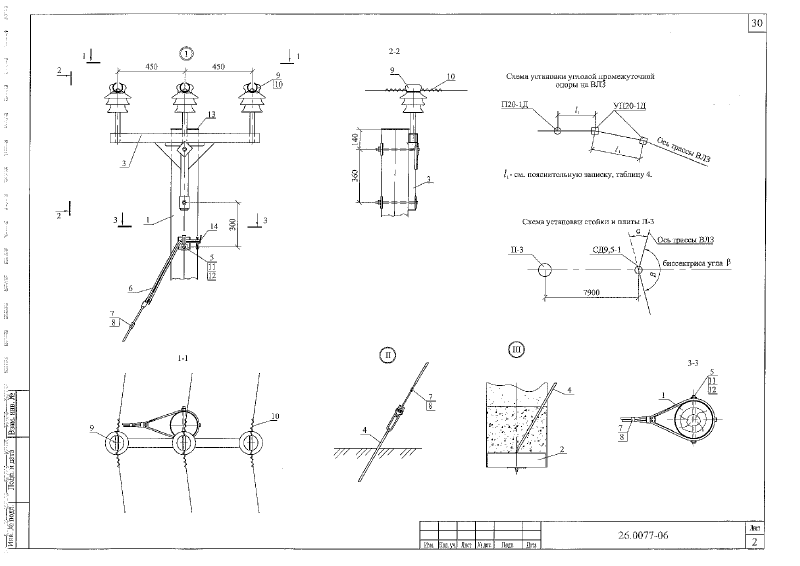 30
1
I
1
2-2
2
450
450
9
10
13
3
1
2
3
3
300
14
5
11
12
6
7
8
9
10
140
360
3
Схема установки угловой промежуточной
опоры на ВЛЗ
П20-1Д
l₁
УП20-1Д
l₁
Ось трассы ВЛЗ
l₁ - см. пояснительную записку, таблицу 4.
Схема установки стойки и плиты П-3
П-3
СД9,5-1
Ось трассы ВЛЗ
биссектриса угла β
β
7900
1-1
9
10
II
7
8
4
III
4
2
3-3
1
5
11
12
7
8
Инв. № подл.
Подп. и дата
Взам. инв. №
Изм.
Кол.уч.
Лист
№ док.
Подп.
Дата
26.0077-06
Лист
2